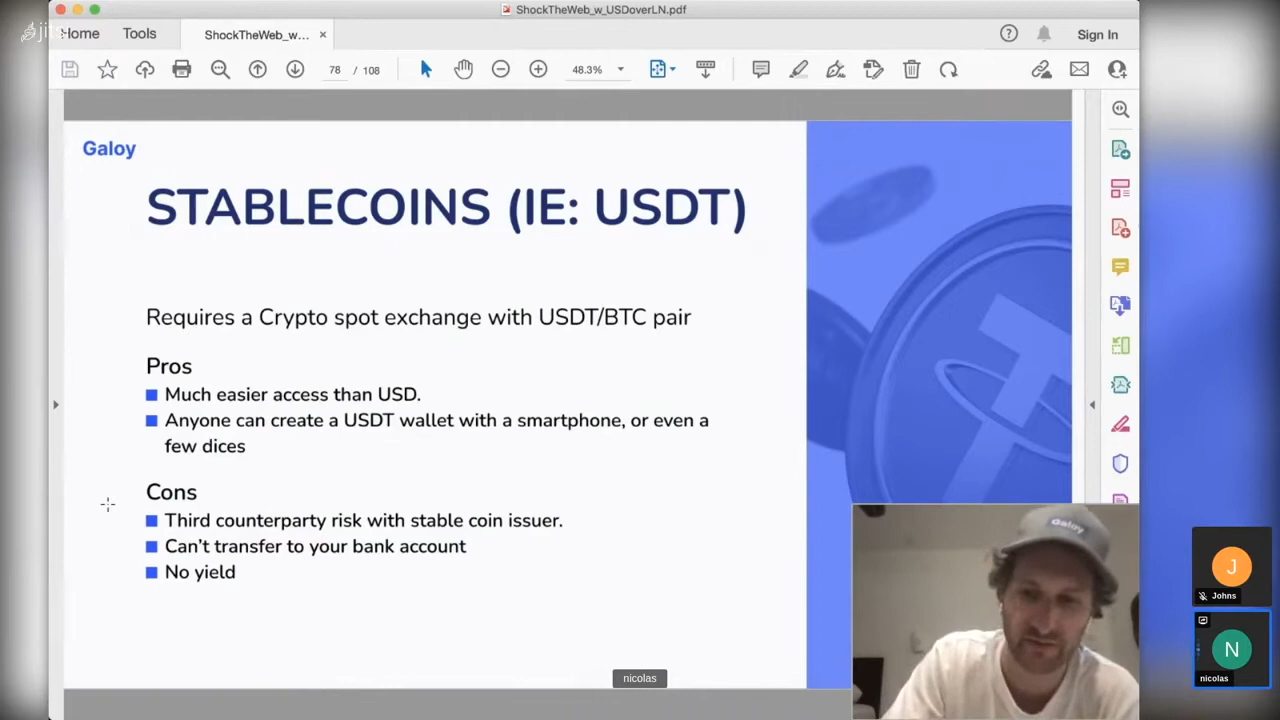 ShockTheWeb_w_USDoverLN.pdf
jits
Home Tools ShockTheWeb_w... × Sign In
78 / 108 48.3%
Galoy
STABLECOINS (IE: USDT)
Requires a Crypto spot exchange with USDT/BTC pair
Pros
Much easier access than USD.
Anyone can create a USDT wallet with a smartphone, or even a
few dices
Cons
Third counterparty risk with stable coin issuer.
Can't transfer to your bank account
No yield
Galoy
J
Johns
N
nicolas
nicolas